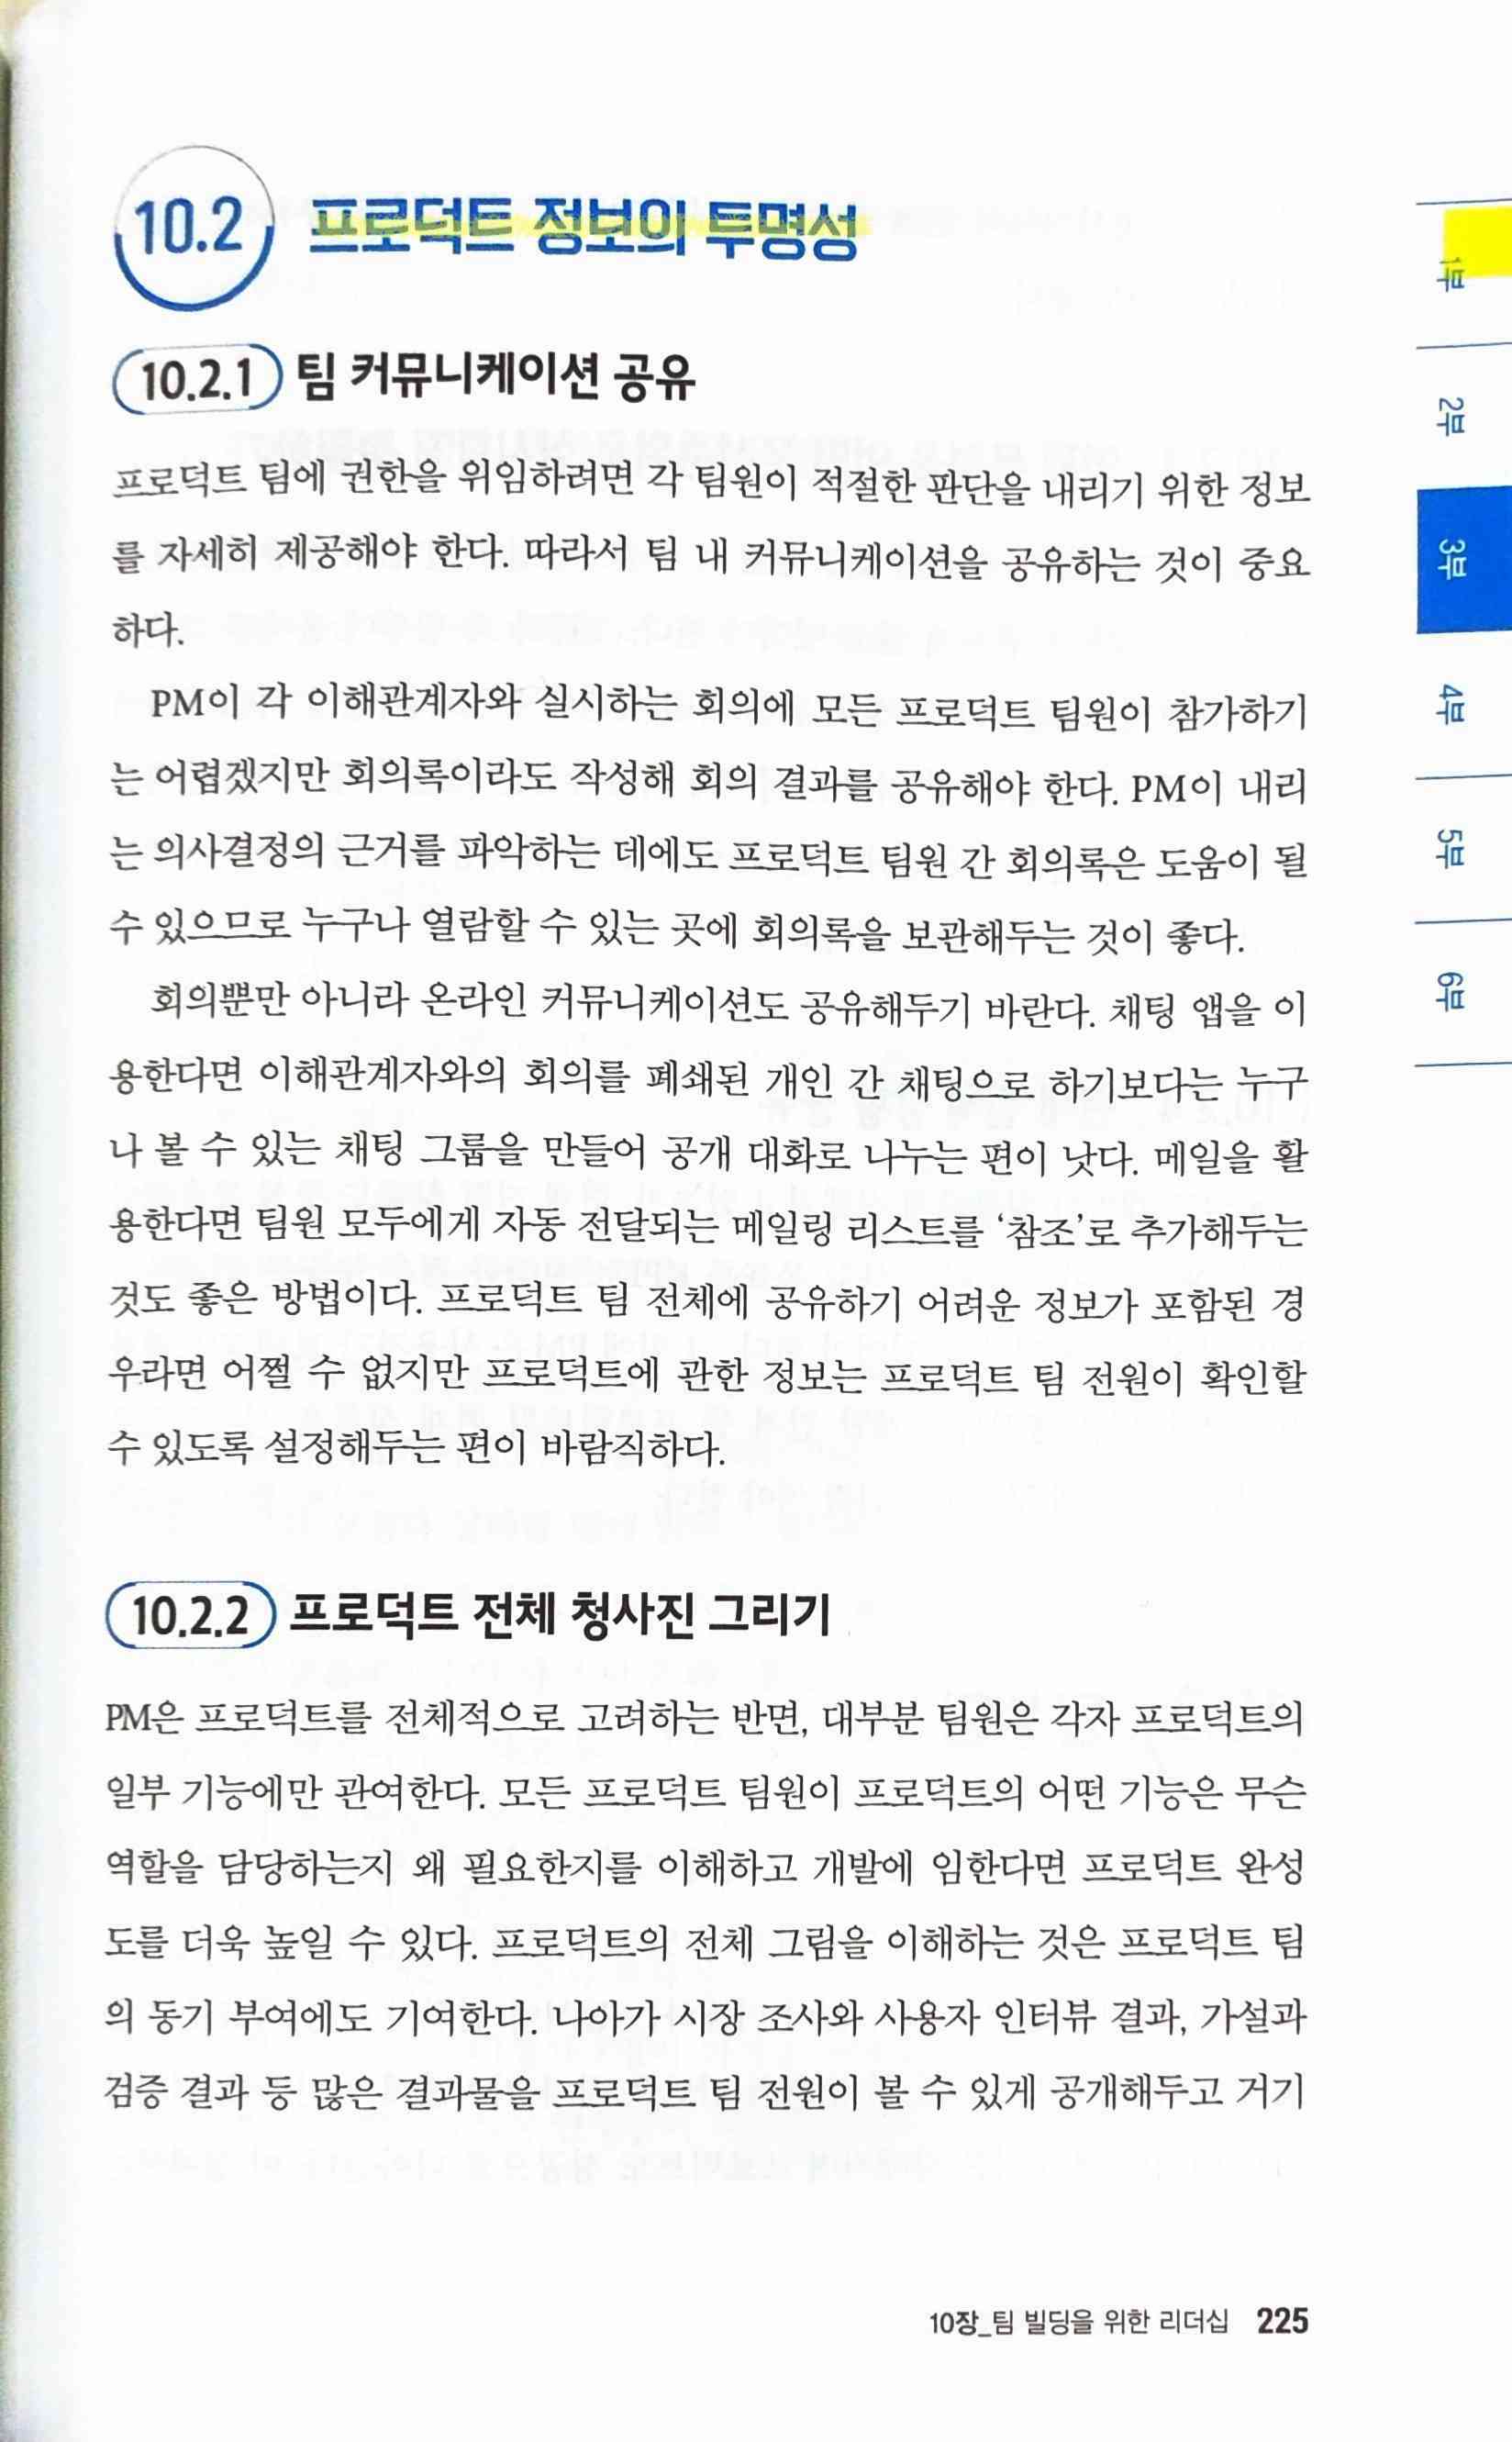 10.2 프로덕트 정보의 투명성
10.2.1 팀 커뮤니케이션 공유
프로덕트 팀에 권한을 위임하려면 각 팀원이 적절한 판단을 내리기 위한 정보
를 자세히 제공해야 한다. 따라서 팀 내 커뮤니케이션을 공유하는 것이 중요
하다.
PM이 각 이해관계자와 실시하는 회의에 모든 프로덕트 팀원이 참가하기
는 어렵겠지만 회의록이라도 작성해 회의 결과를 공유해야 한다. PM이 내리
는 의사결정의 근거를 파악하는 데에도 프로덕트 팀원 간 회의록은 도움이 될
수 있으므로 누구나 열람할 수 있는 곳에 회의록을 보관해두는 것이 좋다.
회의뿐만 아니라 온라인 커뮤니케이션도 공유해두기 바란다. 채팅 앱을 이
용한다면 이해관계자와의 회의를 폐쇄된 개인 간 채팅으로 하기보다는 누구
나 볼 수 있는 채팅 그룹을 만들어 공개 대화로 나누는 편이 낫다. 메일을 활
용한다면 팀원 모두에게 자동 전달되는 메일링 리스트를 ‘참조’로 추가해두는
것도 좋은 방법이다. 프로덕트 팀 전체에 공유하기 어려운 정보가 포함된 경
우라면 어쩔 수 없지만 프로덕트에 관한 정보는 프로덕트 팀 전원이 확인할
수 있도록 설정해두는 편이 바람직하다.
10.2.2 프로덕트 전체 청사진 그리기
PM은 프로덕트를 전체적으로 고려하는 반면, 대부분 팀원은 각자 프로덕트의
일부 기능에만 관여한다. 모든 프로덕트 팀원이 프로덕트의 어떤 기능은 무슨
역할을 담당하는지 왜 필요한지를 이해하고 개발에 임한다면 프로덕트 완성
도를 더욱 높일 수 있다. 프로덕트의 전체 그림을 이해하는 것은 프로덕트 팀
의 동기 부여에도 기여한다. 나아가 시장 조사와 사용자 인터뷰 결과, 가설과
검증 결과 등 많은 결과물을 프로덕트 팀 전원이 볼 수 있게 공개해두고 거기
10장_팀 빌딩을 위한 리더십 225
1부
2부
3부
4부
5부
6부